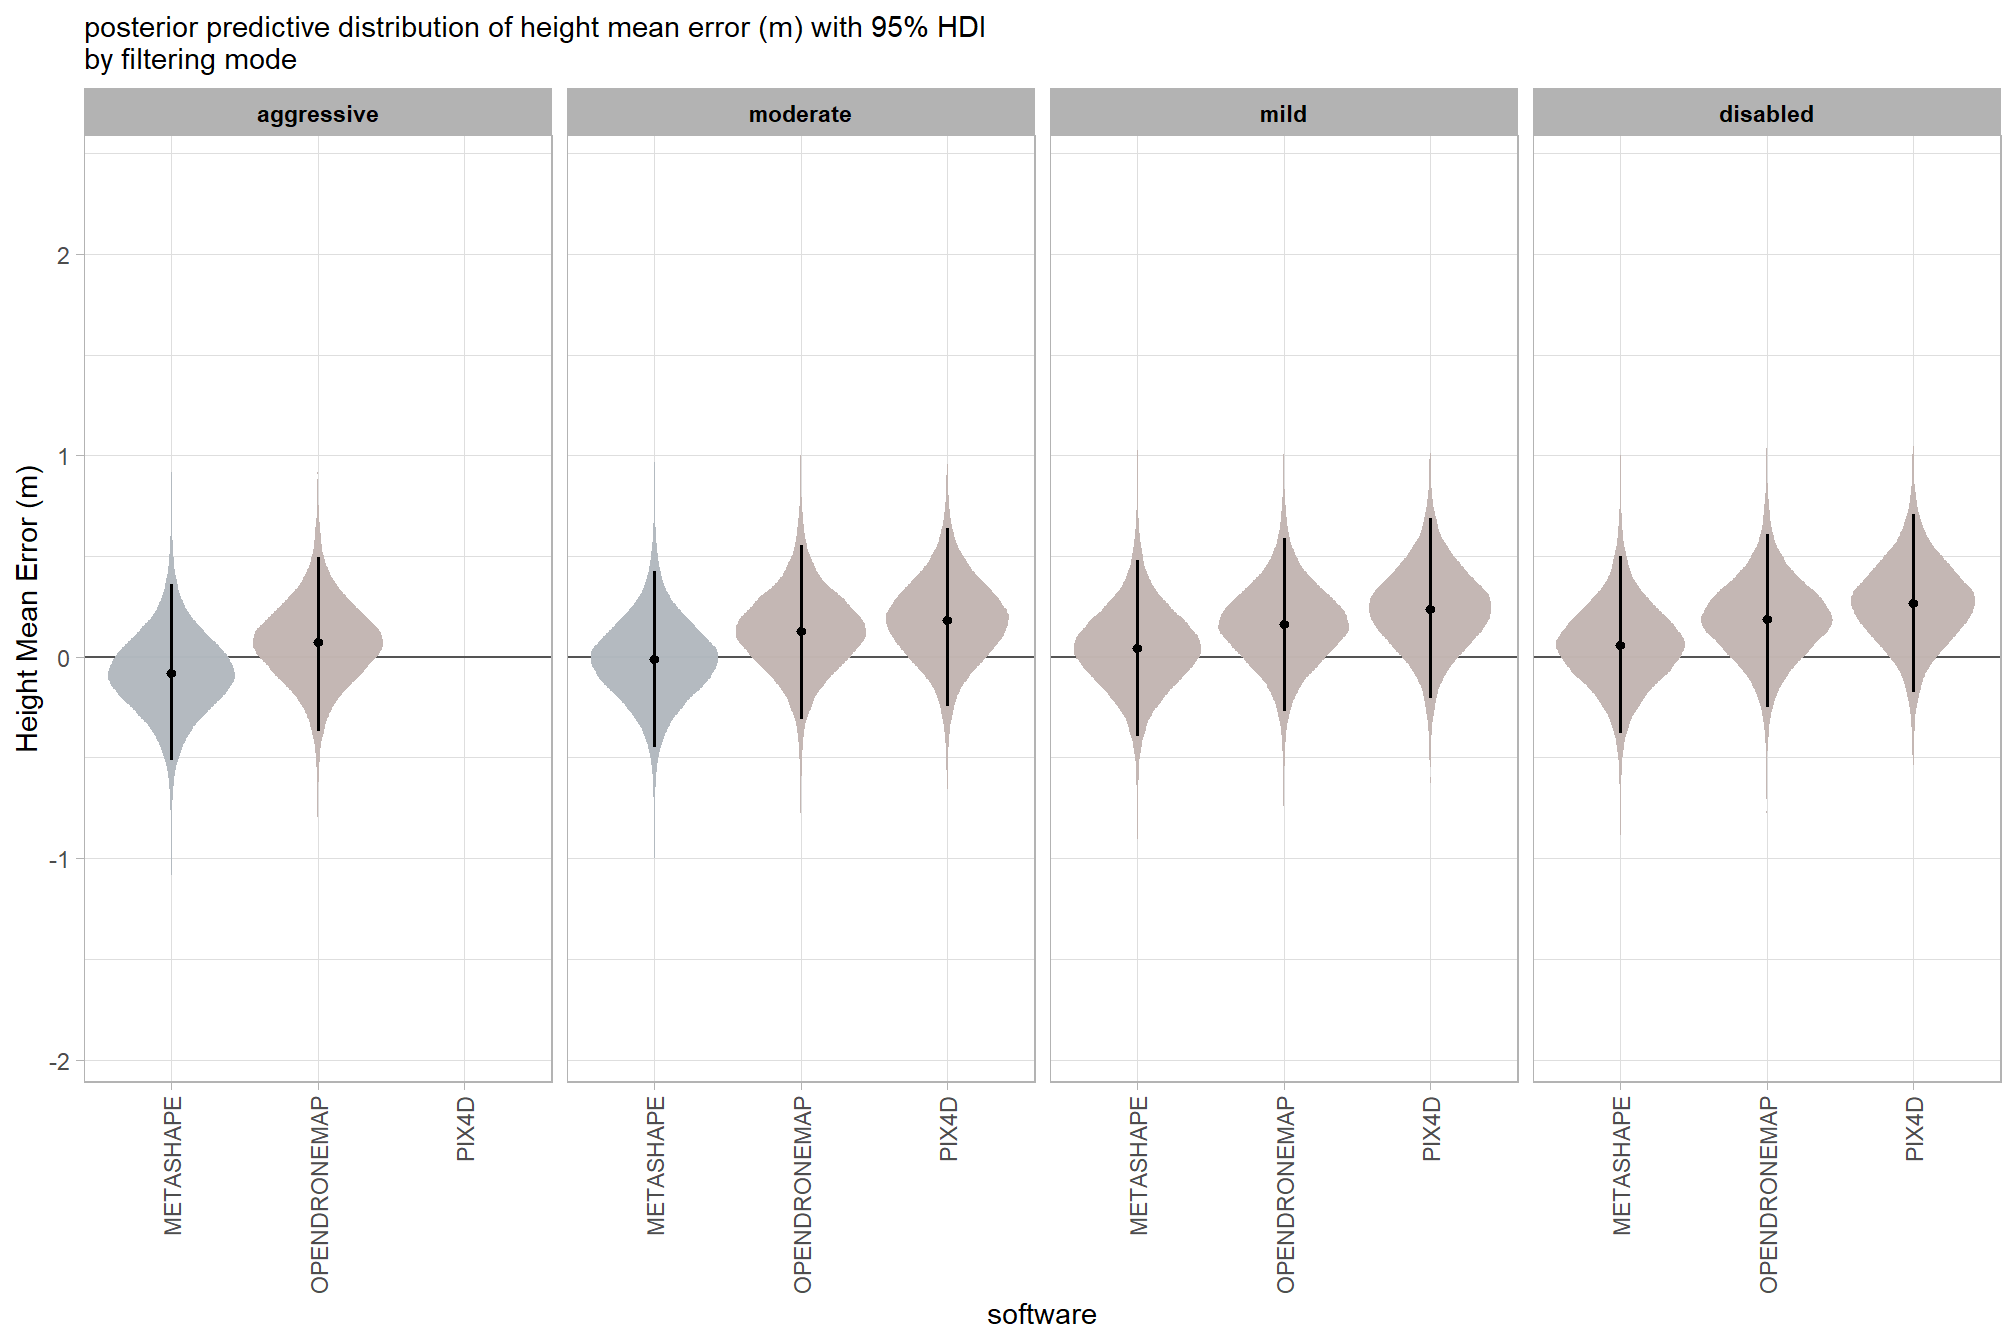 posterior predictive distribution of height mean error (m) with 95% HDI
by filtering mode
aggressive
moderate
mild
disabled
Height Mean Error (m)
2
1
0
-1
-2
METASHAPE
OPENDRONEMAP
PIX4D
METASHAPE
OPENDRONEMAP
PIX4D
METASHAPE
OPENDRONEMAP
PIX4D
METASHAPE
OPENDRONEMAP
PIX4D
software